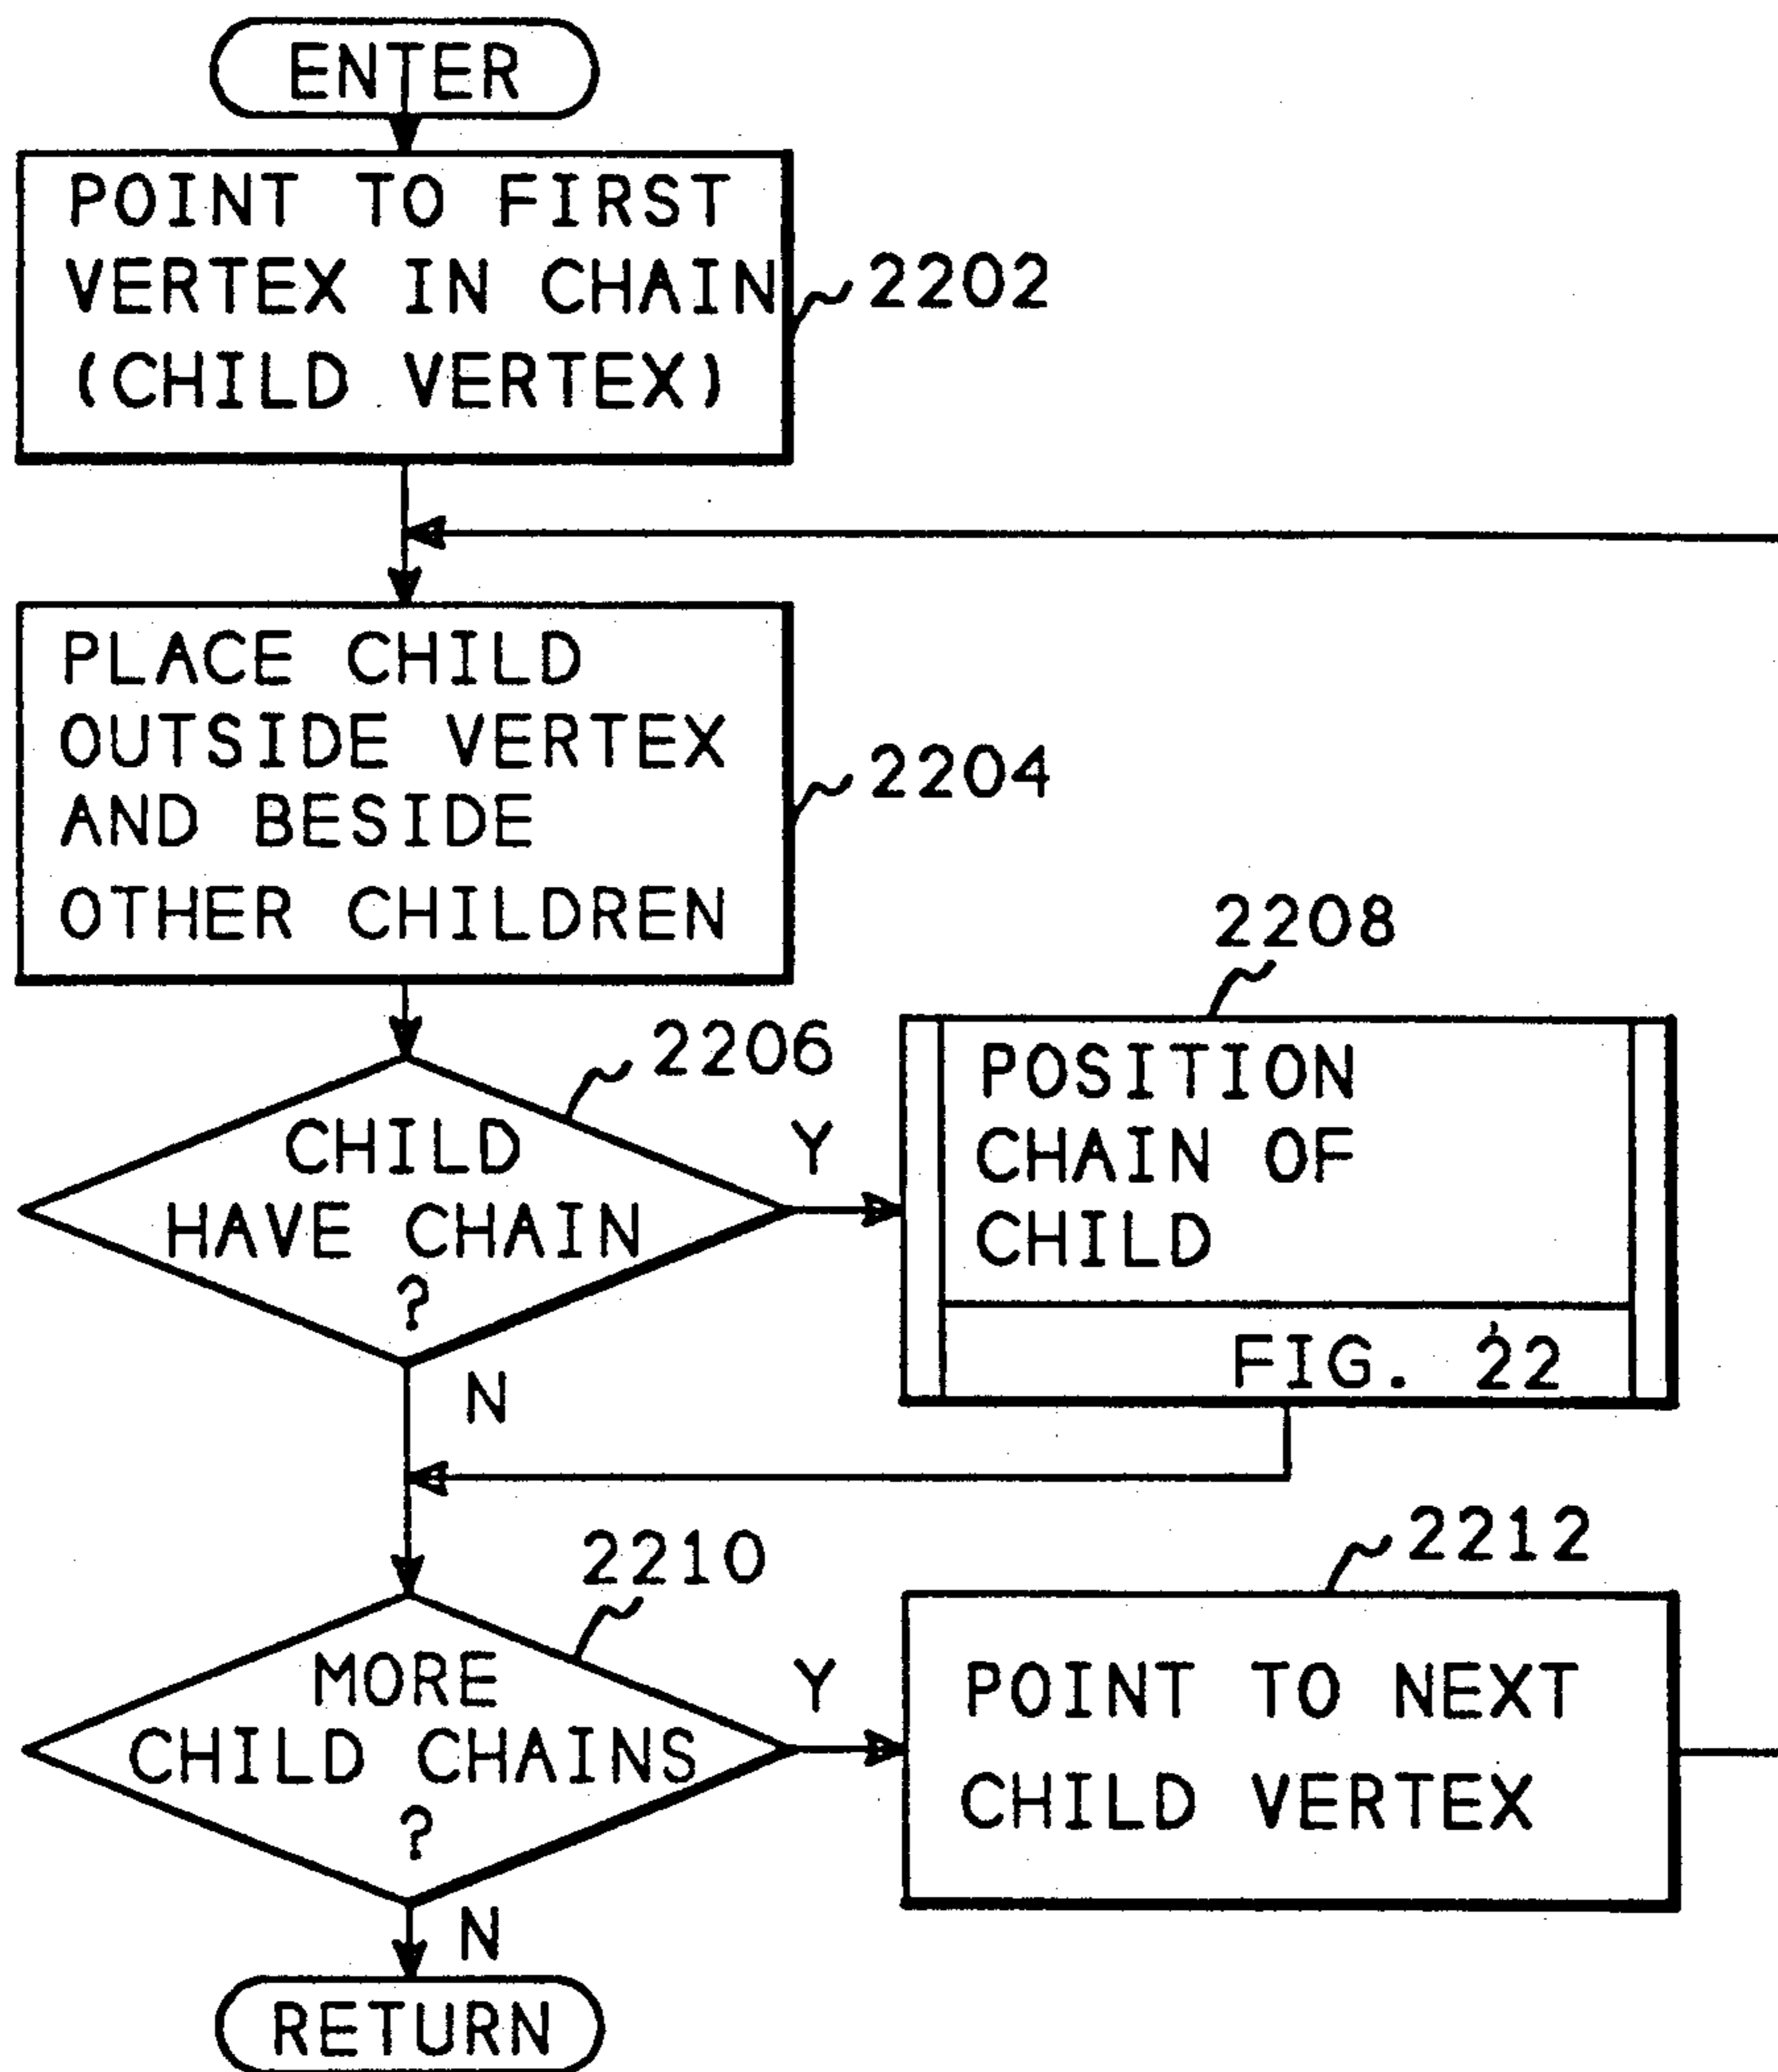 ENTER
POINT TO FIRST
VERTEX IN CHAIN
(CHILD VERTEX)
2202
PLACE CHILD
OUTSIDE VERTEX
AND BESIDE
OTHER CHILDREN
2204
2206
CHILD
HAVE CHAIN
?
Y
N
2208
POSITION
CHAIN OF
CHILD
FIG. 22
2210
MORE
CHILD CHAINS
?
Y
N
2212
POINT TO NEXT
CHILD VERTEX
RETURN